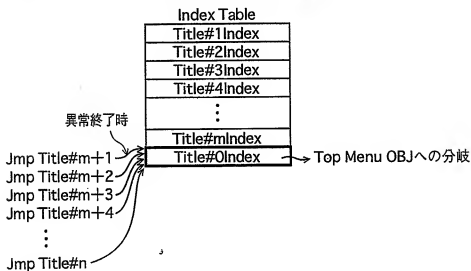 Index Table
Title#1Index
Title#2Index
Title#3Index
Title#4Index
⋮
Title#mIndex
Title#0Index
Top Menu OBJへの分岐
異常終了時
Jmp Title#m+1
Jmp Title#m+2
Jmp Title#m+3
Jmp Title#m+4
⋮
Jmp Title#n